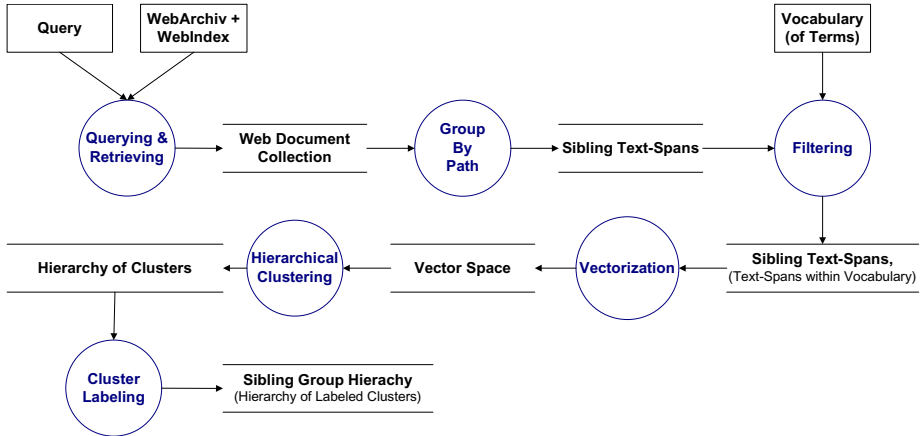 Query
WebArchiv +
WebIndex
Vocabulary
(of Terms)
Querying &
Retrieving
Web Document
Collection
Group
By
Path
Sibling Text-Spans
Filtering
Hierarchy of Clusters
Hierarchical
Clustering
Vector Space
Vectorization
Sibling Text-Spans,
(Text-Spans within Vocabulary)
Cluster
Labeling
Sibling Group Hierachy
(Hierarchy of Labeled Clusters)